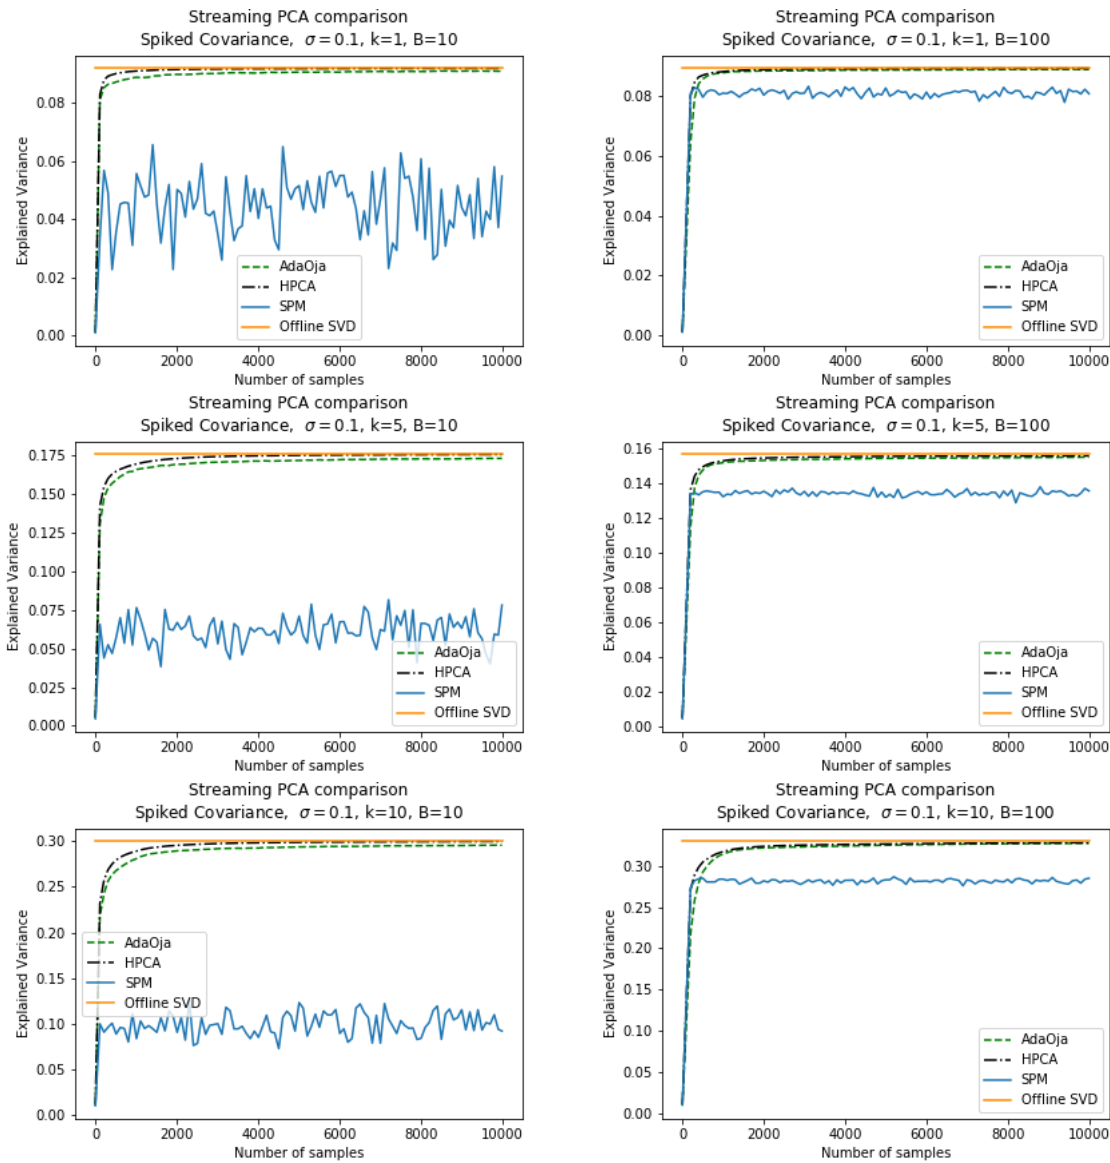 Streaming PCA comparison
Spiked Covariance, σ = 0.1, k=1, B=10
Explained Variance
0.08
0.06
0.04
0.02
0.00
AdaOja
HPCA
SPM
Offline SVD
0 2000 4000 6000 8000 10000
Number of samples
Streaming PCA comparison
Spiked Covariance, σ = 0.1, k=1, B=100
Explained Variance
0.08
0.06
0.04
0.02
0.00
AdaOja
HPCA
SPM
Offline SVD
0 2000 4000 6000 8000 10000
Number of samples
Streaming PCA comparison
Spiked Covariance, σ = 0.1, k=5, B=10
Explained Variance
0.175
0.150
0.125
0.100
0.075
0.050
0.025
0.000
AdaOja
HPCA
SPM
Offline SVD
0 2000 4000 6000 8000 10000
Number of samples
Streaming PCA comparison
Spiked Covariance, σ = 0.1, k=5, B=100
Explained Variance
0.16
0.14
0.12
0.10
0.08
0.06
0.04
0.02
0.00
AdaOja
HPCA
SPM
Offline SVD
0 2000 4000 6000 8000 10000
Number of samples
Streaming PCA comparison
Spiked Covariance, σ = 0.1, k=10, B=10
Explained Variance
0.30
0.25
0.20
0.15
0.10
0.05
0.00
AdaOja
HPCA
SPM
Offline SVD
0 2000 4000 6000 8000 10000
Number of samples
Streaming PCA comparison
Spiked Covariance, σ = 0.1, k=10, B=100
Explained Variance
0.30
0.25
0.20
0.15
0.10
0.05
0.00
AdaOja
HPCA
SPM
Offline SVD
0 2000 4000 6000 8000 10000
Number of samples